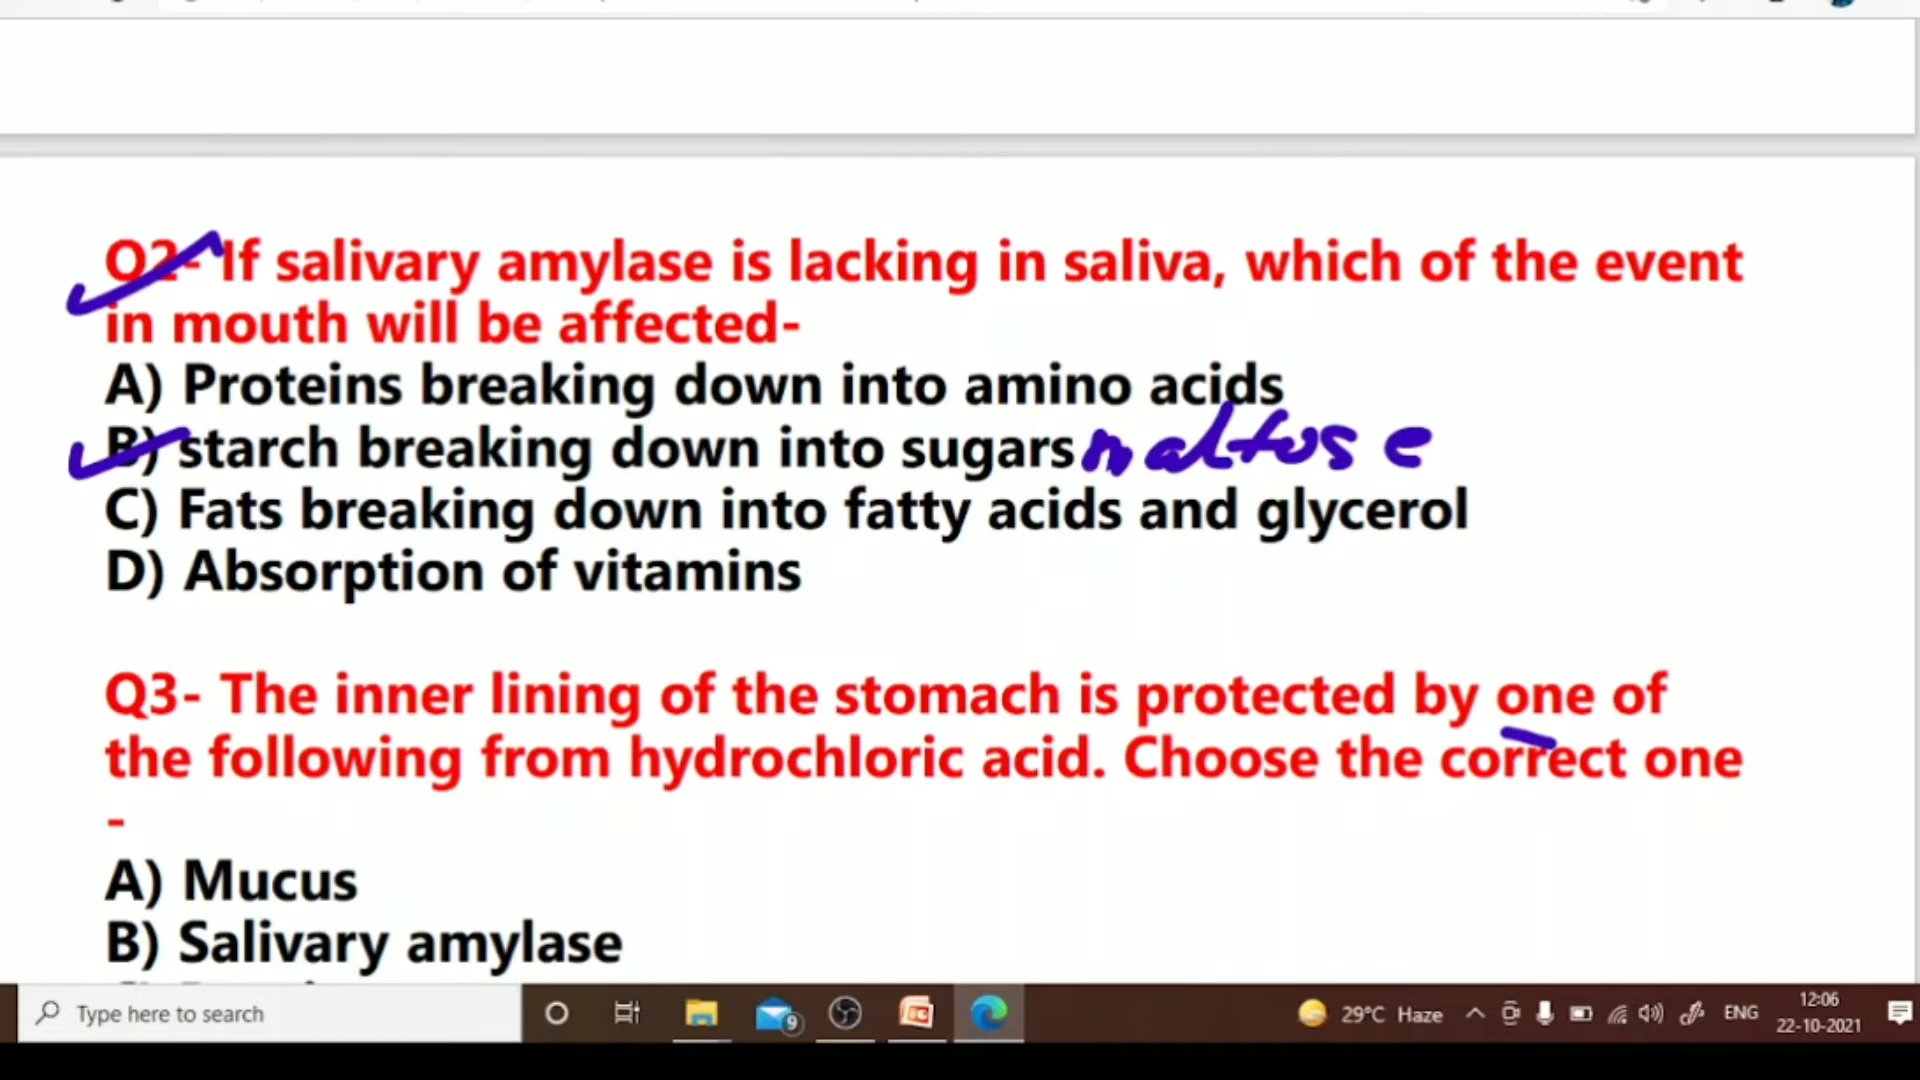 Q2- If salivary amylase is lacking in saliva, which of the event
in mouth will be affected-
A) Proteins breaking down into amino acids
B) starch breaking down into sugars maltose
C) Fats breaking down into fatty acids and glycerol
D) Absorption of vitamins
Q3- The inner lining of the stomach is protected by one of
the following from hydrochloric acid. Choose the correct one
-
A) Mucus
B) Salivary amylase
Type here to search
9
29°C Haze
ENG
12:06
22-10-2021